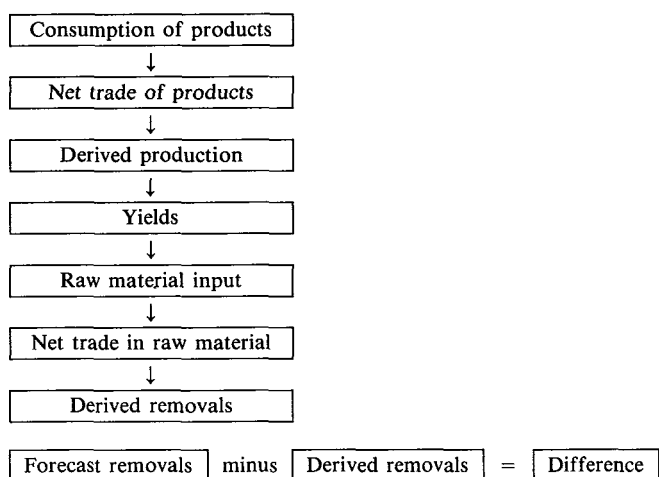 Consumption of products
↓
Net trade of products
↓
Derived production
↓
Yields
↓
Raw material input
↓
Net trade in raw material
↓
Derived removals
Forecast removals minus Derived removals = Difference